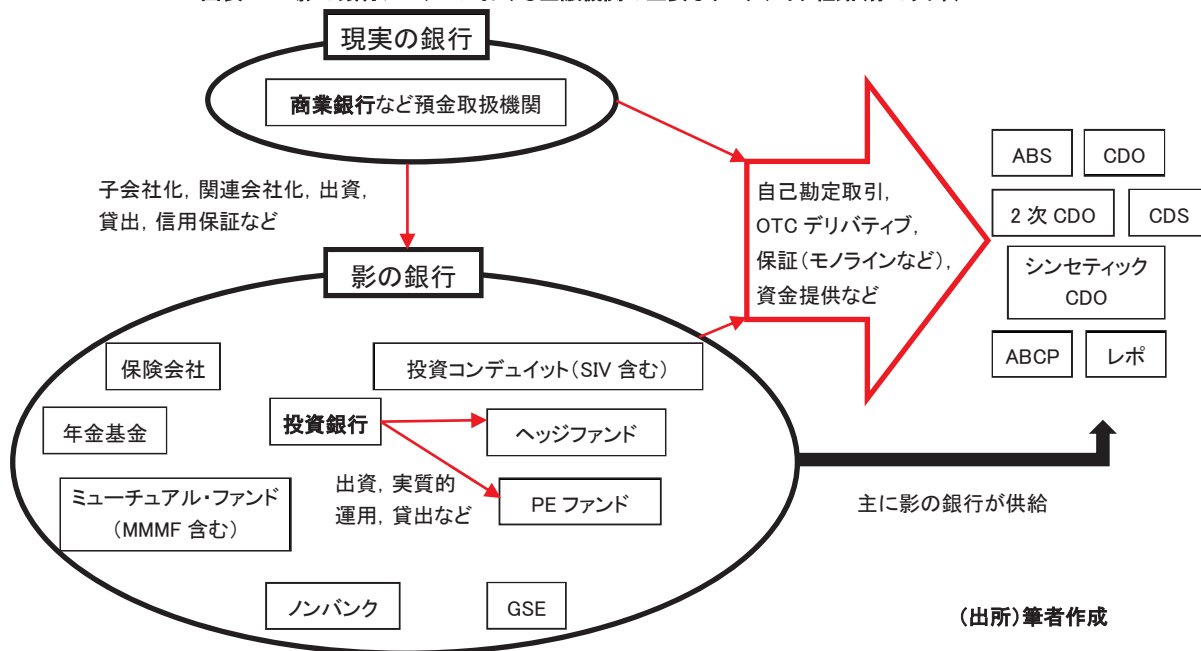 現実の銀行
商業銀行など預金取扱機関
子会社化, 関連会社化, 出資,
貸出, 信用保証など
影の銀行
保険会社
投資コンデュイット(SIV 含む)
年金基金
投資銀行
ヘッジファンド
ミューチュアル・ファンド
(MMMF 含む)
出資, 実質的
運用, 貸出など
PE ファンド
ノンバンク
GSE
自己勘定取引,
OTC デリバティブ,
保証(モノラインなど),
資金提供など
ABS
CDO
2 次 CDO
CDS
シンセティック
CDO
ABCP
レポ
主に影の銀行が供給
(出所)筆者作成